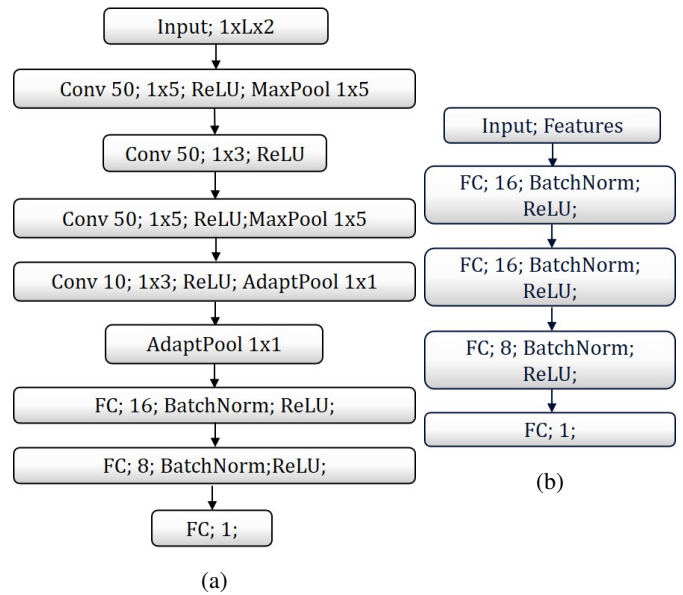 Input; 1xLx2
Conv 50; 1x5; ReLU; MaxPool 1x5
Conv 50; 1x3; ReLU
Conv 50; 1x5; ReLU;MaxPool 1x5
Conv 10; 1x3; ReLU; AdaptPool 1x1
AdaptPool 1x1
FC; 16; BatchNorm; ReLU;
FC; 8; BatchNorm;ReLU;
FC; 1;
(a)
Input; Features
FC; 16; BatchNorm;
ReLU;
FC; 16; BatchNorm;
ReLU;
FC; 8; BatchNorm;
ReLU;
FC; 1;
(b)